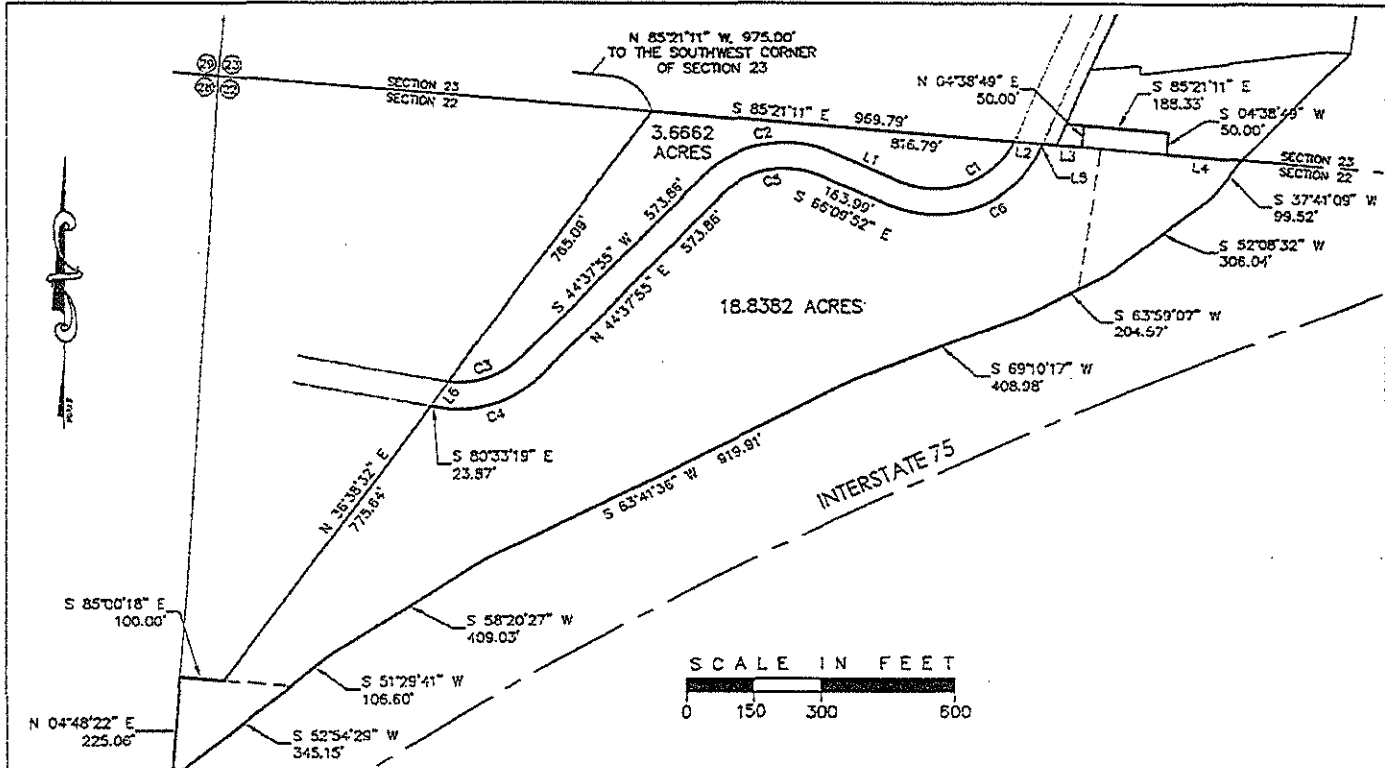 N 85°21'11" W, 975.00'
TO THE SOUTHWEST CORNER
OF SECTION 23
29 23
28 22
SECTION 23
SECTION 22
S 85°21'11" E 969.79'
816.79'
N 04°38'49" E
50.00'
S 85°21'11" E
188.33'
S 04°38'49" W
50.00'
3.6662
ACRES
C2
L1
C1
L2
L3
L5
L4
SECTION 23
SECTION 22
S 37°41'09" W
99.52'
C5
163.99'
S 66°09'52" E
C6
S 52°08'32" W
306.04'
765.09'
S 44°37'55" W 573.86'
N 44°37'55" E 573.86'
18.8382 ACRES
S 63°59'07" W
204.57'
S 69°10'17" W
408.98'
C3
L6
C4
S 80°33'19" E
23.87'
N 36°38'32" E
775.64'
S 63°41'36" W 919.91'
INTERSTATE 75
S 85°00'18" E
100.00'
S 58°20'27" W
409.03'
S 51°29'41" W
106.60'
N 04°48'22" E
225.06'
S 52°54'29" W
345.15'
SCALE IN FEET
0 150 300 600